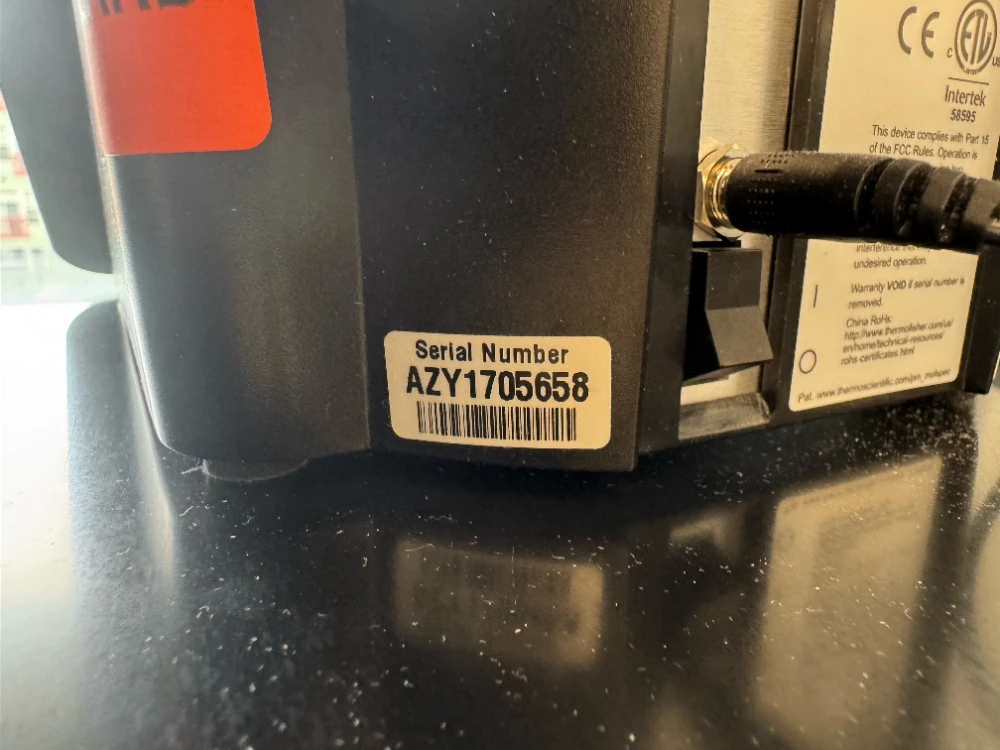 Serial Number
AZY1705658
CE
c ETL us
Intertek
58595
This device complies with Part 15
of the FCC Rules. Operation is
undesired operation.
Warranty VOID if serial number is
removed.
China RoHs:
http://www.thermofisher.com/us/
en/home/technical-resources/
rohs-certificates.html
Pat. www.thermoscientific.com/pm_molspec